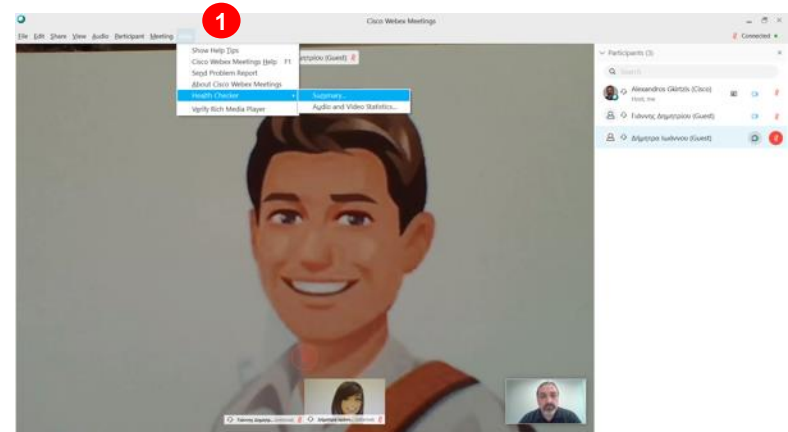 1
Cisco Webex Meetings
File Edit Share View Audio Participant Meeting
Connected
Show Help Tips
Cisco Webex Meetings Help F1
Send Problem Report
About Cisco Webex Meetings
Health Checker
Verify Rich Media Player
Summary...
Audio and Video Statistics...
(Guest)
Participants (3)
Search
Alexandros Gkirtzis (Cisco)
Host, me
Γιάννης Δημητρίου (Guest)
Δήμητρα Ιωάννου (Guest)